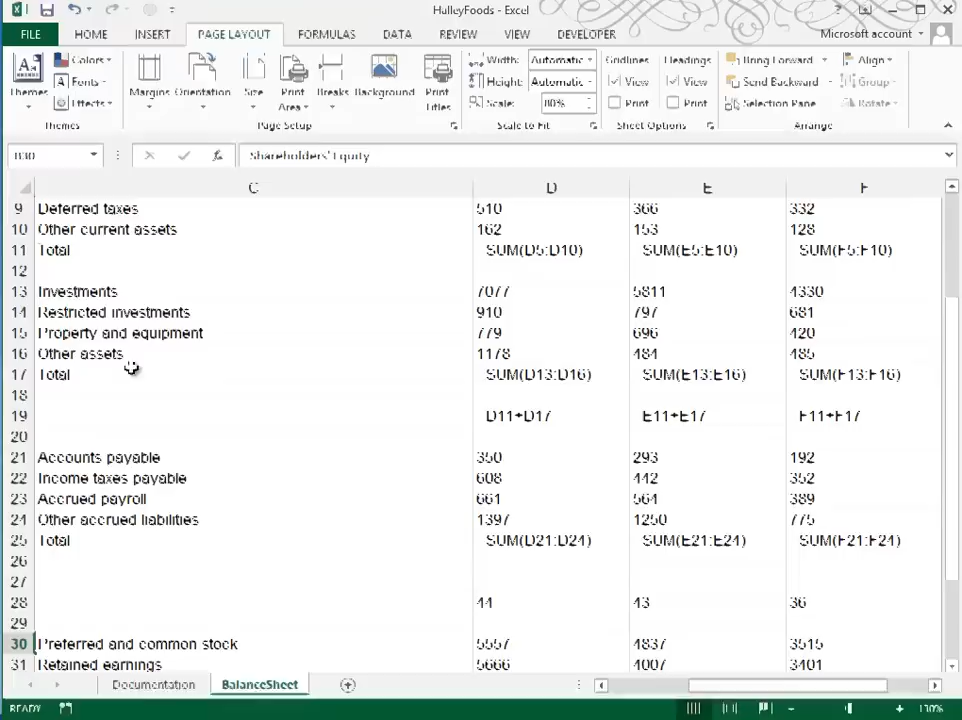 HulleyFoods - Excel
FILE HOME INSERT PAGE LAYOUT FORMULAS DATA REVIEW VIEW DEVELOPER Microsoft account
Colors Width: Automatic Gridlines Headings Bring Forward Align
Fonts Height: Automatic View View Send Backward Group
Themes Effects Margins Orientation Size Print Area Breaks Background Print Titles Scale: 80% Print Print Selection Pane Rotate
Themes Page Setup Scale to Fit Sheet Options Arrange
B30 Shareholders' Equity
C D E F
9 Deferred taxes 510 366 332
10 Other current assets 162 153 128
11 Total SUM(D5:D10) SUM(E5:E10) SUM(F5:F10)
12
13 Investments 7077 5811 4330
14 Restricted investments 910 797 681
15 Property and equipment 779 696 420
16 Other assets 1178 484 485
17 Total SUM(D13:D16) SUM(E13:E16) SUM(F13:F16)
18
19 D11+D17 E11+E17 F11+F17
20
21 Accounts payable 350 293 192
22 Income taxes payable 608 442 352
23 Accrued payroll 661 564 389
24 Other accrued liabilities 1397 1250 775
25 Total SUM(D21:D24) SUM(E21:E24) SUM(F21:F24)
26
27
28 44 43 36
29
30 Preferred and common stock 5557 4837 3515
31 Retained earnings 5666 4007 3401
Documentation BalanceSheet
READY 130%